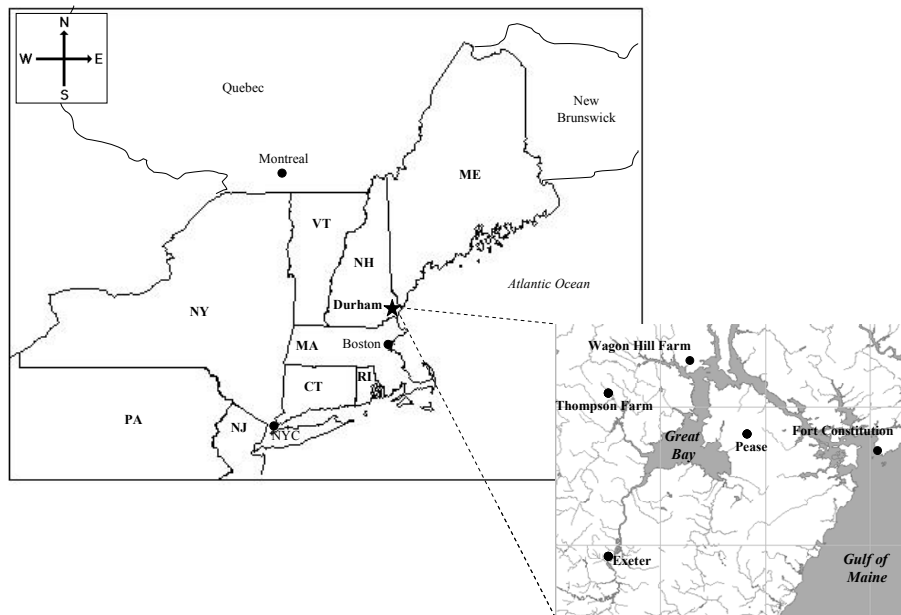 N
W E
S
Quebec
New
Brunswick
Montreal
ME
VT
NH
Atlantic Ocean
Durham
NY
MA
Boston
CT
RI
PA
NJ
NYC
Wagon Hill Farm
Thompson Farm
Great
Bay
Pease
Fort Constitution
Exeter
Gulf of
Maine